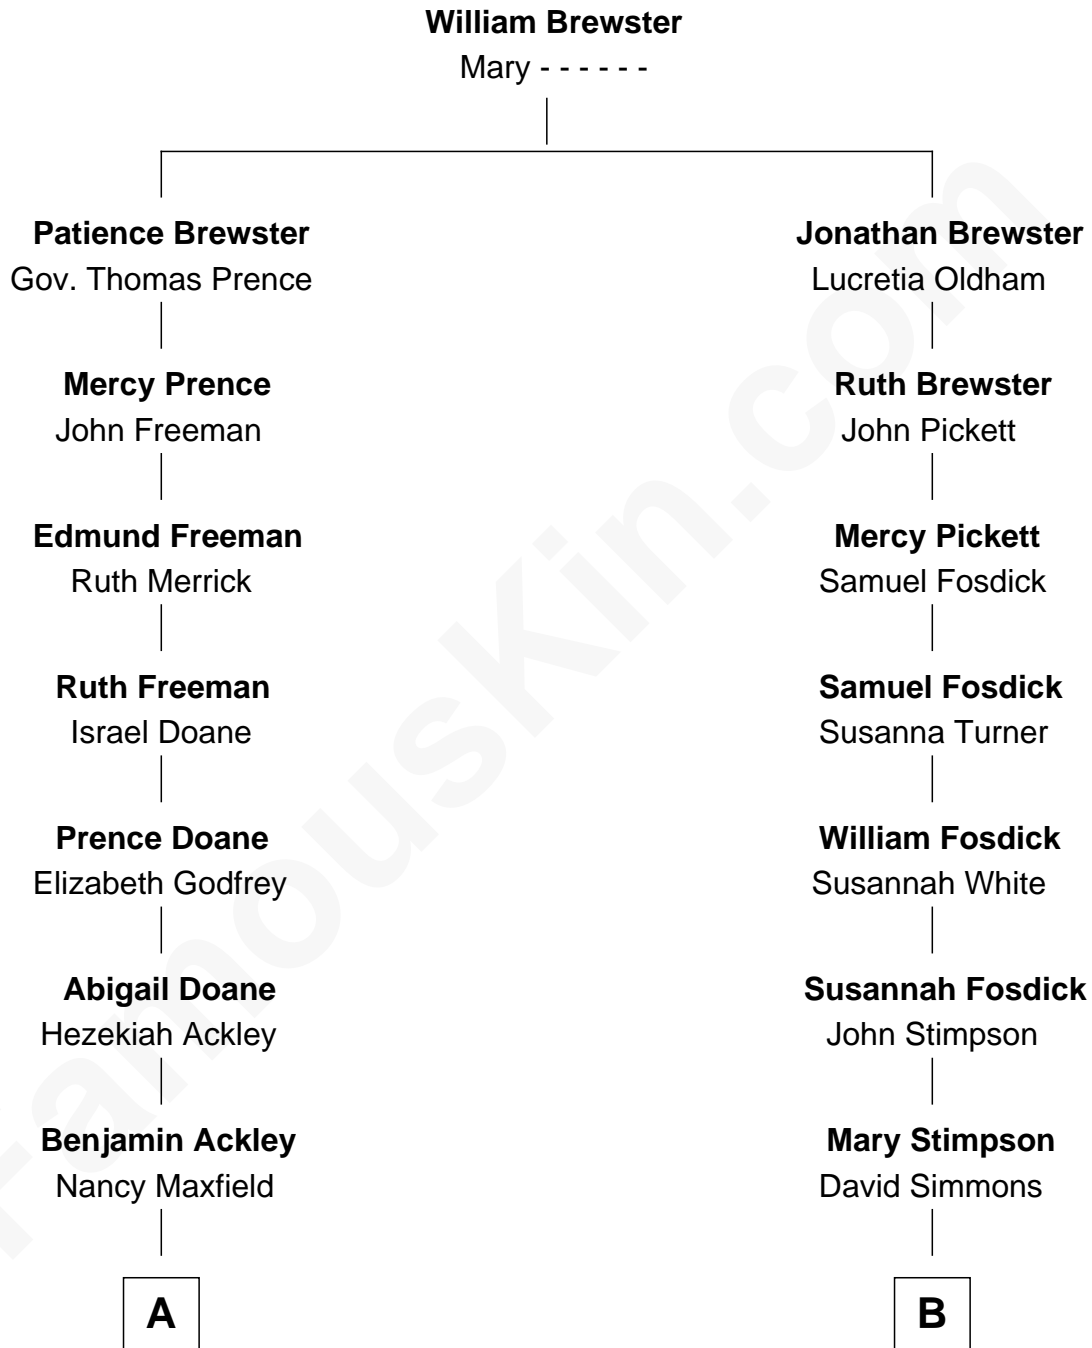 William Brewster
Mary - - - - - -
Patience Brewster
Gov. Thomas Prence
Jonathan Brewster
Lucretia Oldham
Mercy Prence
John Freeman
Ruth Brewster
John Pickett
Edmund Freeman
Ruth Merrick
Mercy Pickett
Samuel Fosdick
Ruth Freeman
Israel Doane
Samuel Fosdick
Susanna Turner
Prence Doane
Elizabeth Godfrey
William Fosdick
Susannah White
Abigail Doane
Hezekiah Ackley
Susannah Fosdick
John Stimpson
Benjamin Ackley
Nancy Maxfield
Mary Stimpson
David Simmons
A
B
FamousKin.com